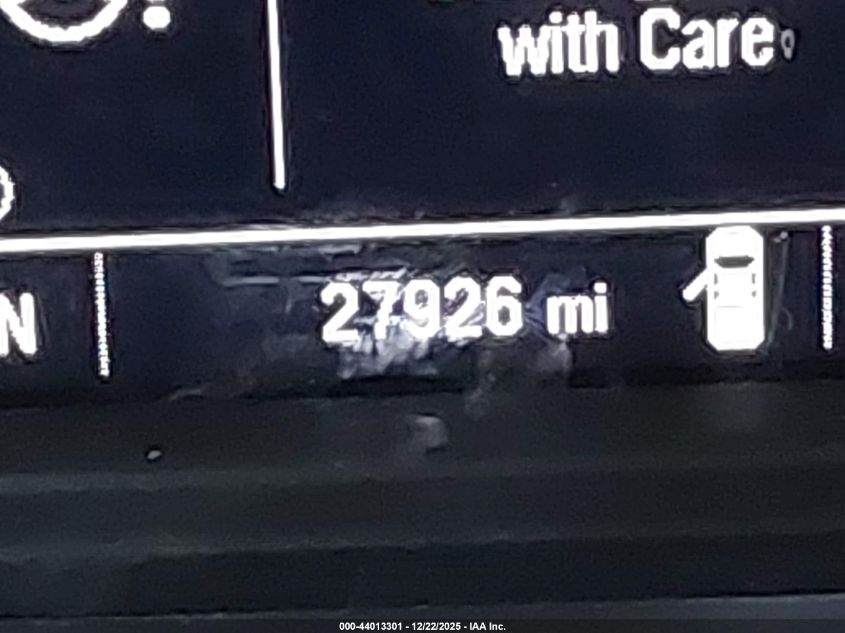 with Care
N
27926 mi
000-44013301 - 12/22/2025 - IAA Inc.